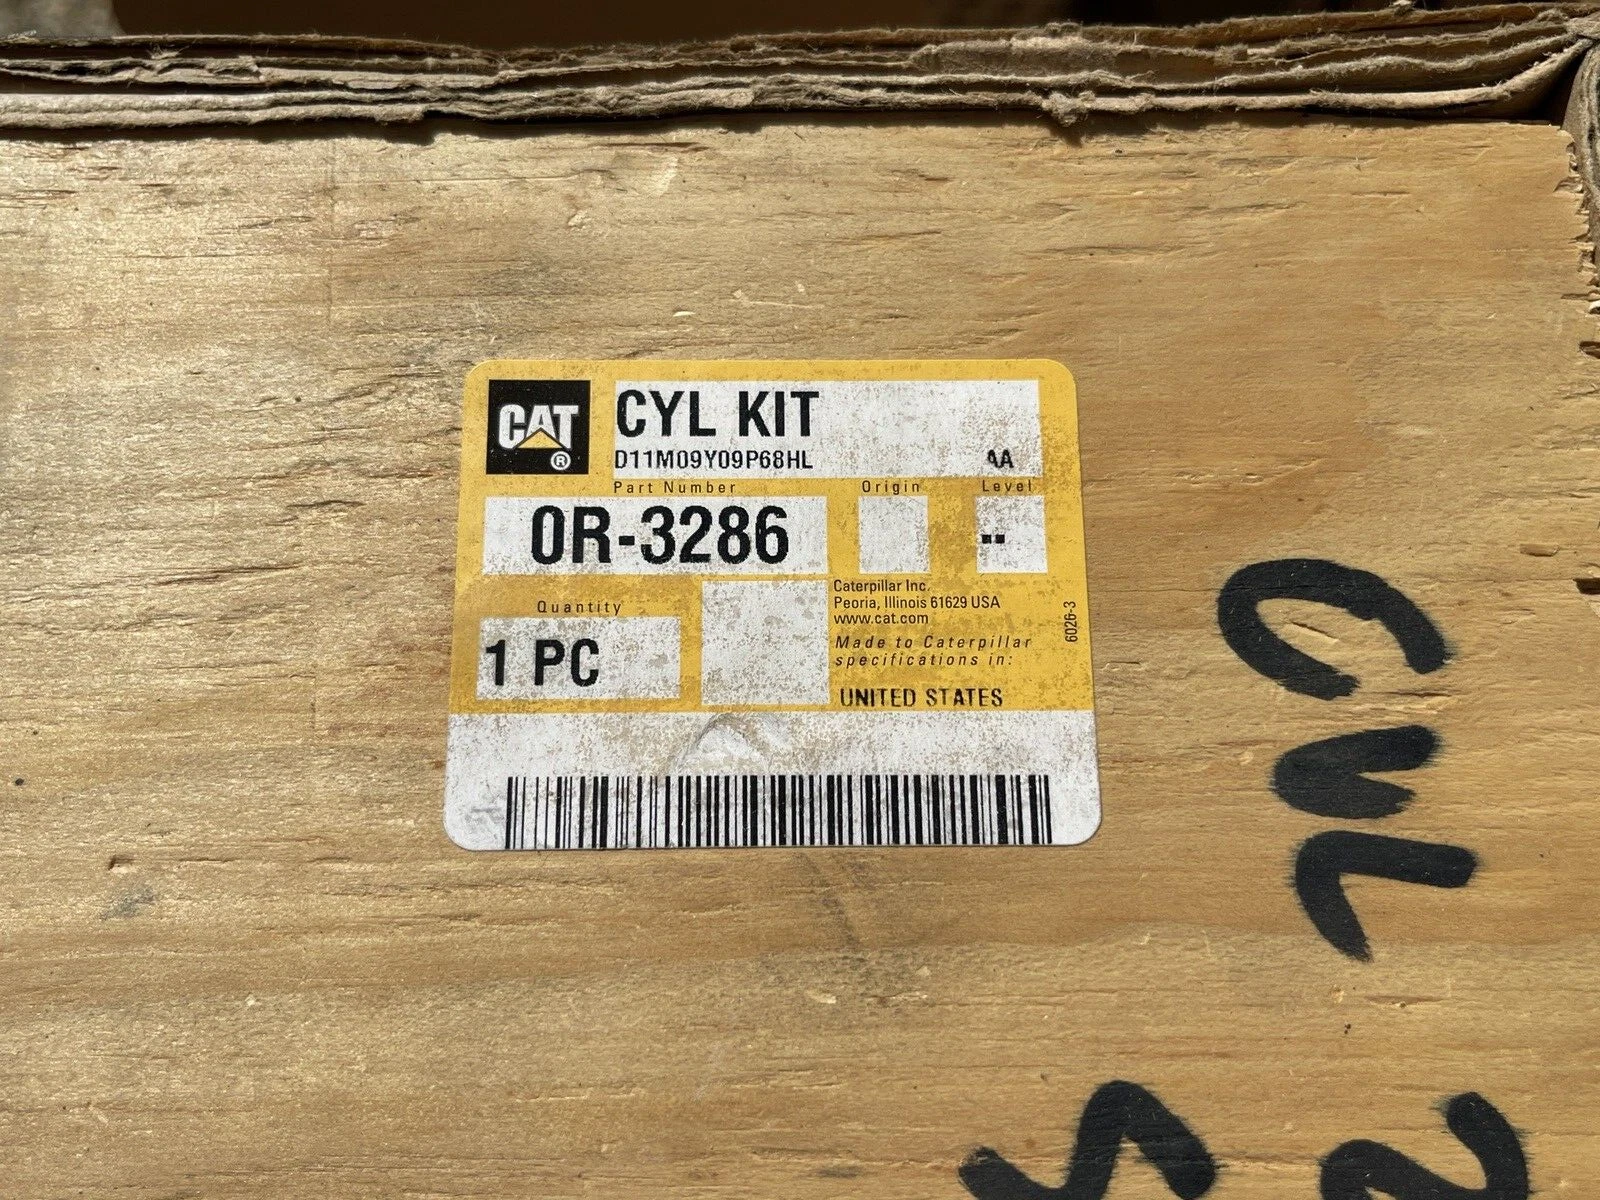 CAT
®
CYL KIT
D11M09Y09P68HL AA
Part Number Origin Level
0R-3286 --
Quantity
1 PC
Caterpillar Inc.
Peoria, Illinois 61629 USA
www.cat.com
Made to Caterpillar
specifications in:
UNITED STATES
6026-3